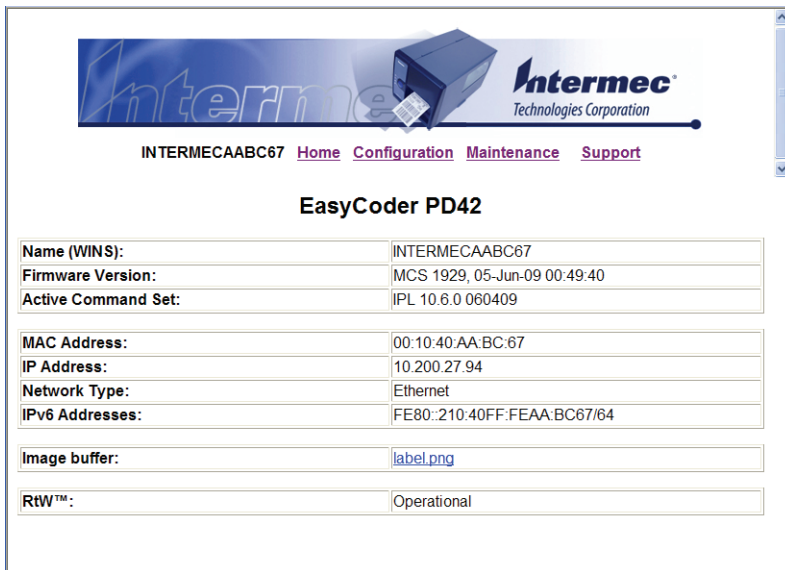 Intermec
Intermec®
Technologies Corporation
INTERMECAABC67 Home Configuration Maintenance Support
EasyCoder PD42
Name (WINS): INTERMECAABC67
Firmware Version: MCS 1929, 05-Jun-09 00:49:40
Active Command Set: IPL 10.6.0 060409
MAC Address: 00:10:40:AA:BC:67
IP Address: 10.200.27.94
Network Type: Ethernet
IPv6 Addresses: FE80::210:40FF:FEAA:BC67/64
Image buffer: label.png
RtW™: Operational